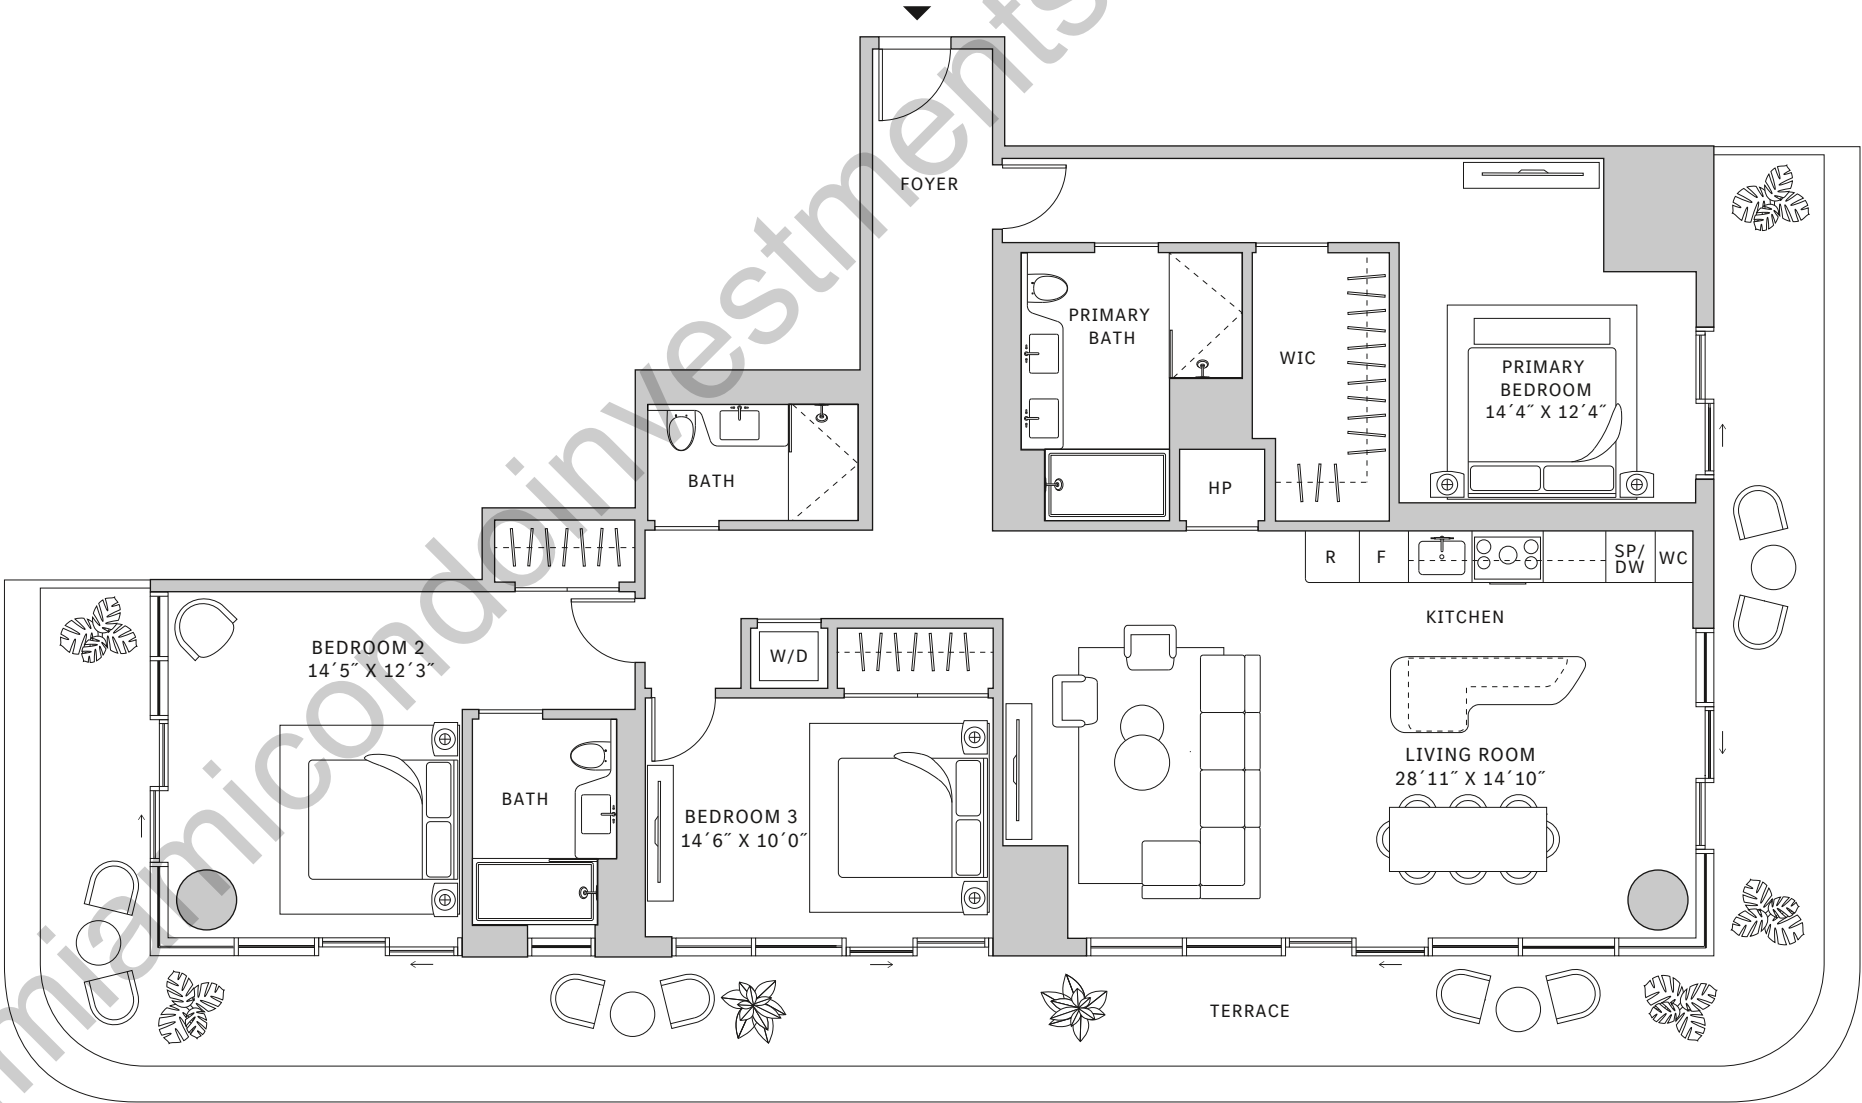 FOYER
PRIMARY
BATH
WIC
PRIMARY
BEDROOM
14´4˝ X 12´4˝
BATH
HP
R
F
SP/
DW
WC
KITCHEN
BEDROOM 2
14´5˝ X 12´3˝
W/D
LIVING ROOM
28´11˝ X 14´10˝
BATH
BEDROOM 3
14´6˝ X 10´0˝
TERRACE
miamicondoinvestments